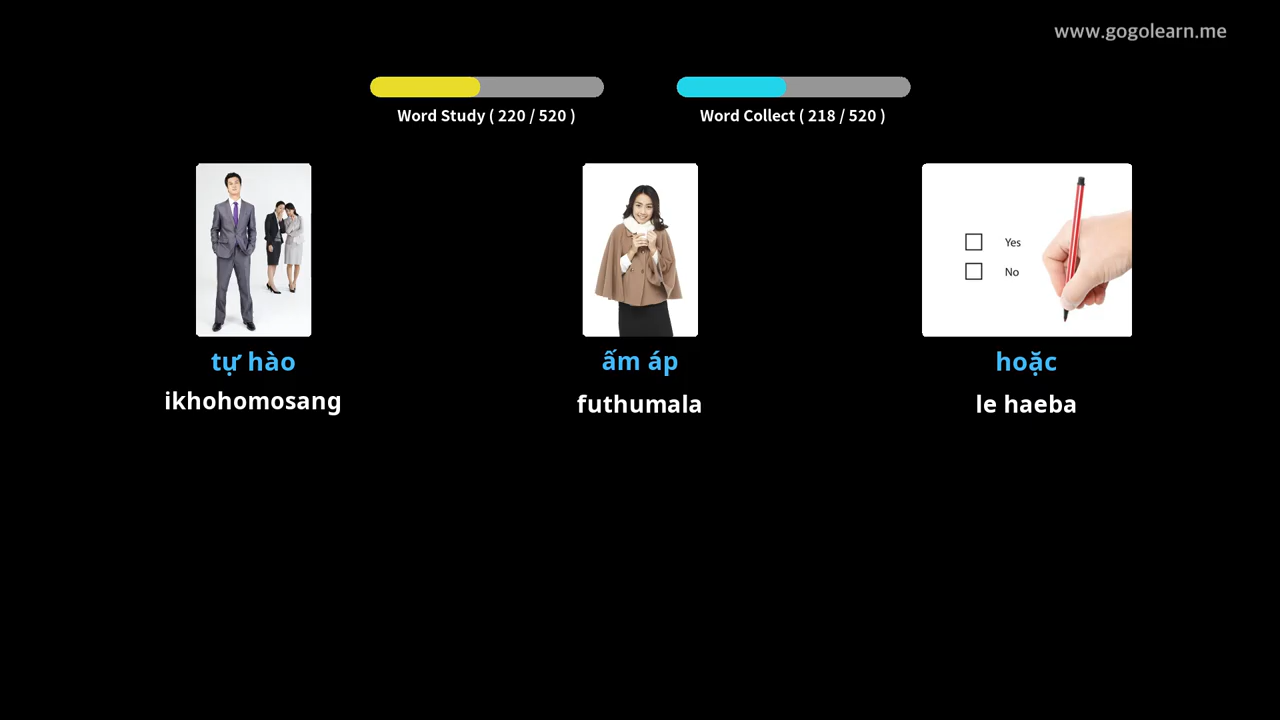 www.gogolearn.me
Word Study ( 220 / 520 )
Word Collect ( 218 / 520 )
Yes
No
tự hào
ấm áp
hoặc
ikhohomosang
futhumala
le haeba